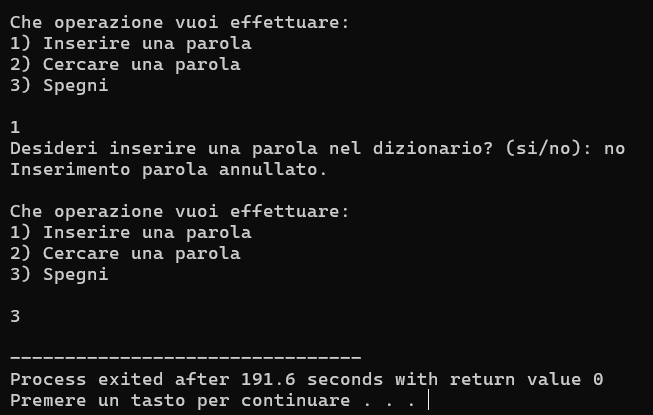 Che operazione vuoi effettuare:
1) Inserire una parola
2) Cercare una parola
3) Spegni
1
Desideri inserire una parola nel dizionario? (si/no): no
Inserimento parola annullato.
Che operazione vuoi effettuare:
1) Inserire una parola
2) Cercare una parola
3) Spegni
3
--------------------------------
Process exited after 191.6 seconds with return value 0
Premere un tasto per continuare . . .